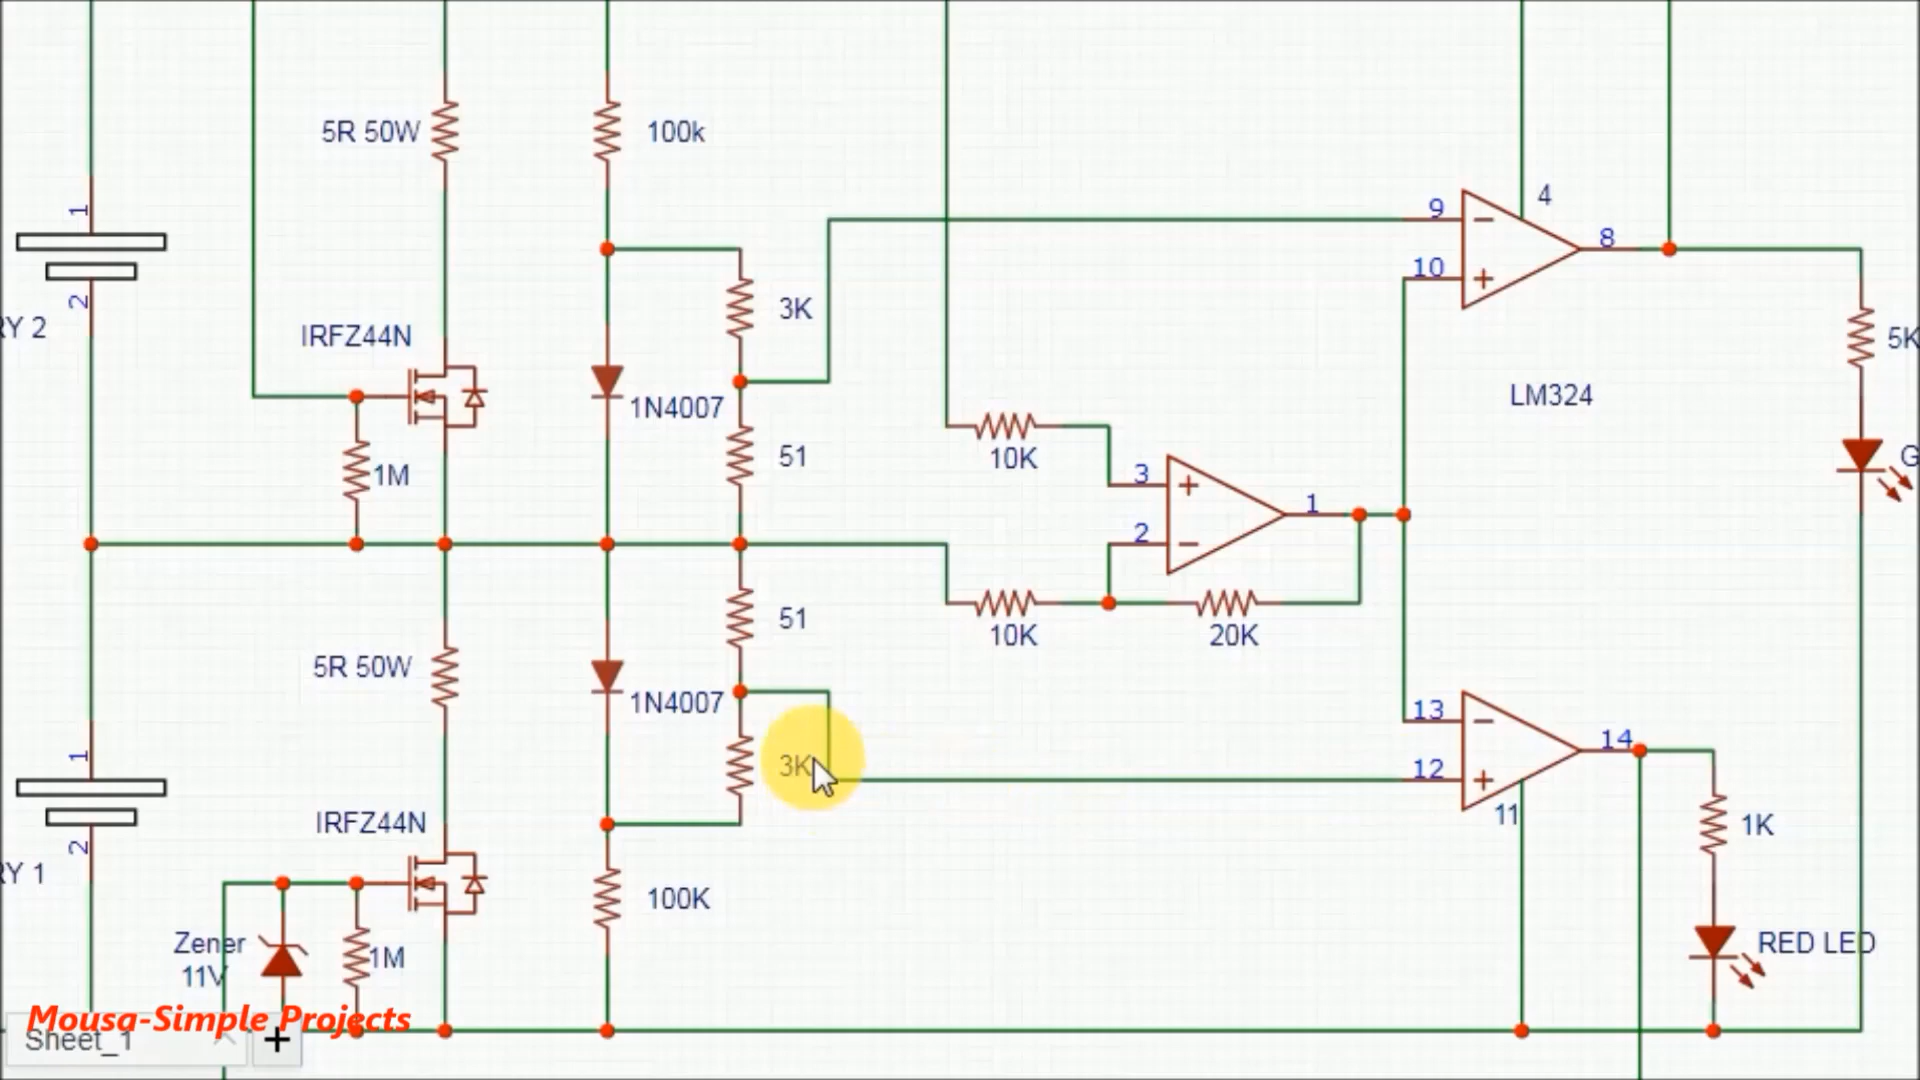 5R 50W
100k
1
4
9
8
10
2
3K
RY 2
IRFZ44N
5K
LM324
1N4007
G
51
10K
1M
3
1
2
51
10K
20K
5R 50W
1N4007
13
14
1
3K
12
11
1K
IRFZ44N
2
RY 1
100K
Zener
11V
1M
RED LED
Mousa-Simple Projects
Sheet_1
+